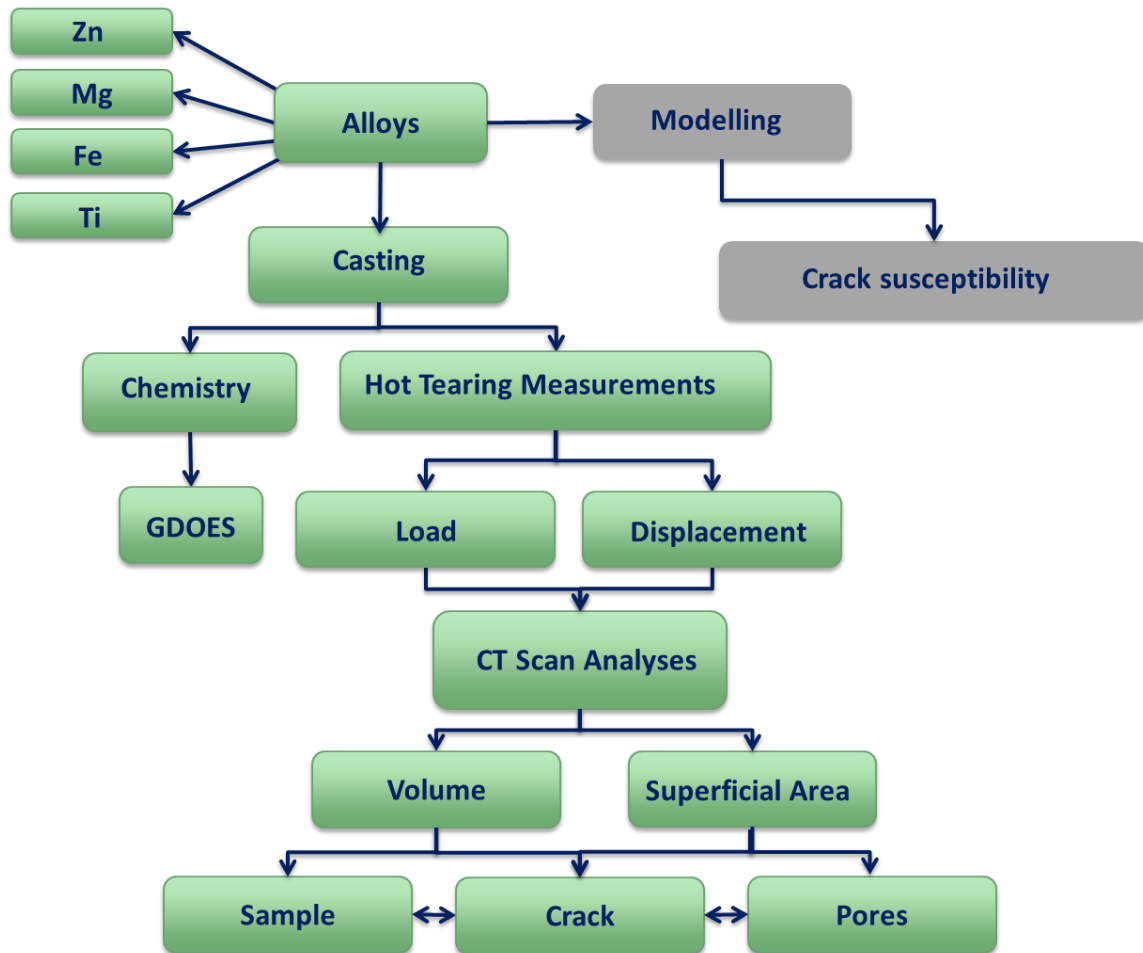 Zn
Mg
Fe
Ti
Alloys
Modelling
Casting
Crack susceptibility
Chemistry
Hot Tearing Measurements
GDOES
Load
Displacement
CT Scan Analyses
Volume
Superficial Area
Sample
Crack
Pores